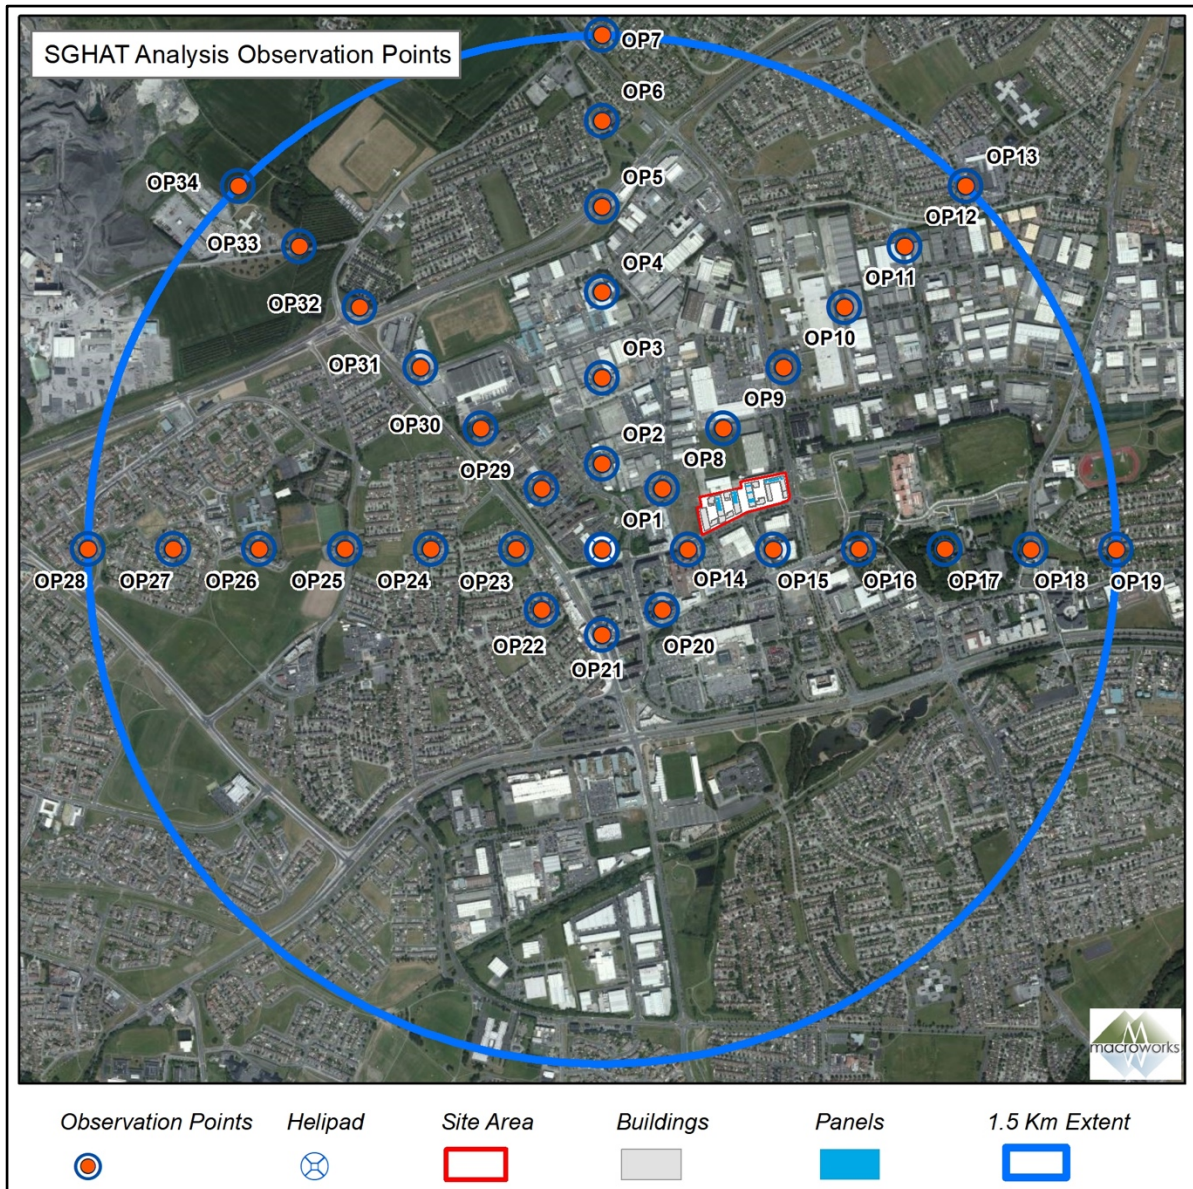 SGHAT Analysis Observation Points
OP7
OP6
OP13
OP34
OP5
OP12
OP33
OP4
OP11
OP32
OP3
OP10
OP31
OP9
OP30
OP2
OP8
OP29
OP1
OP28
OP27
OP26
OP25
OP24
OP23
OP14
OP15
OP16
OP17
OP18
OP19
OP22
OP21
OP20
macroworks
Observation Points
Helipad
Site Area
Buildings
Panels
1.5 Km Extent